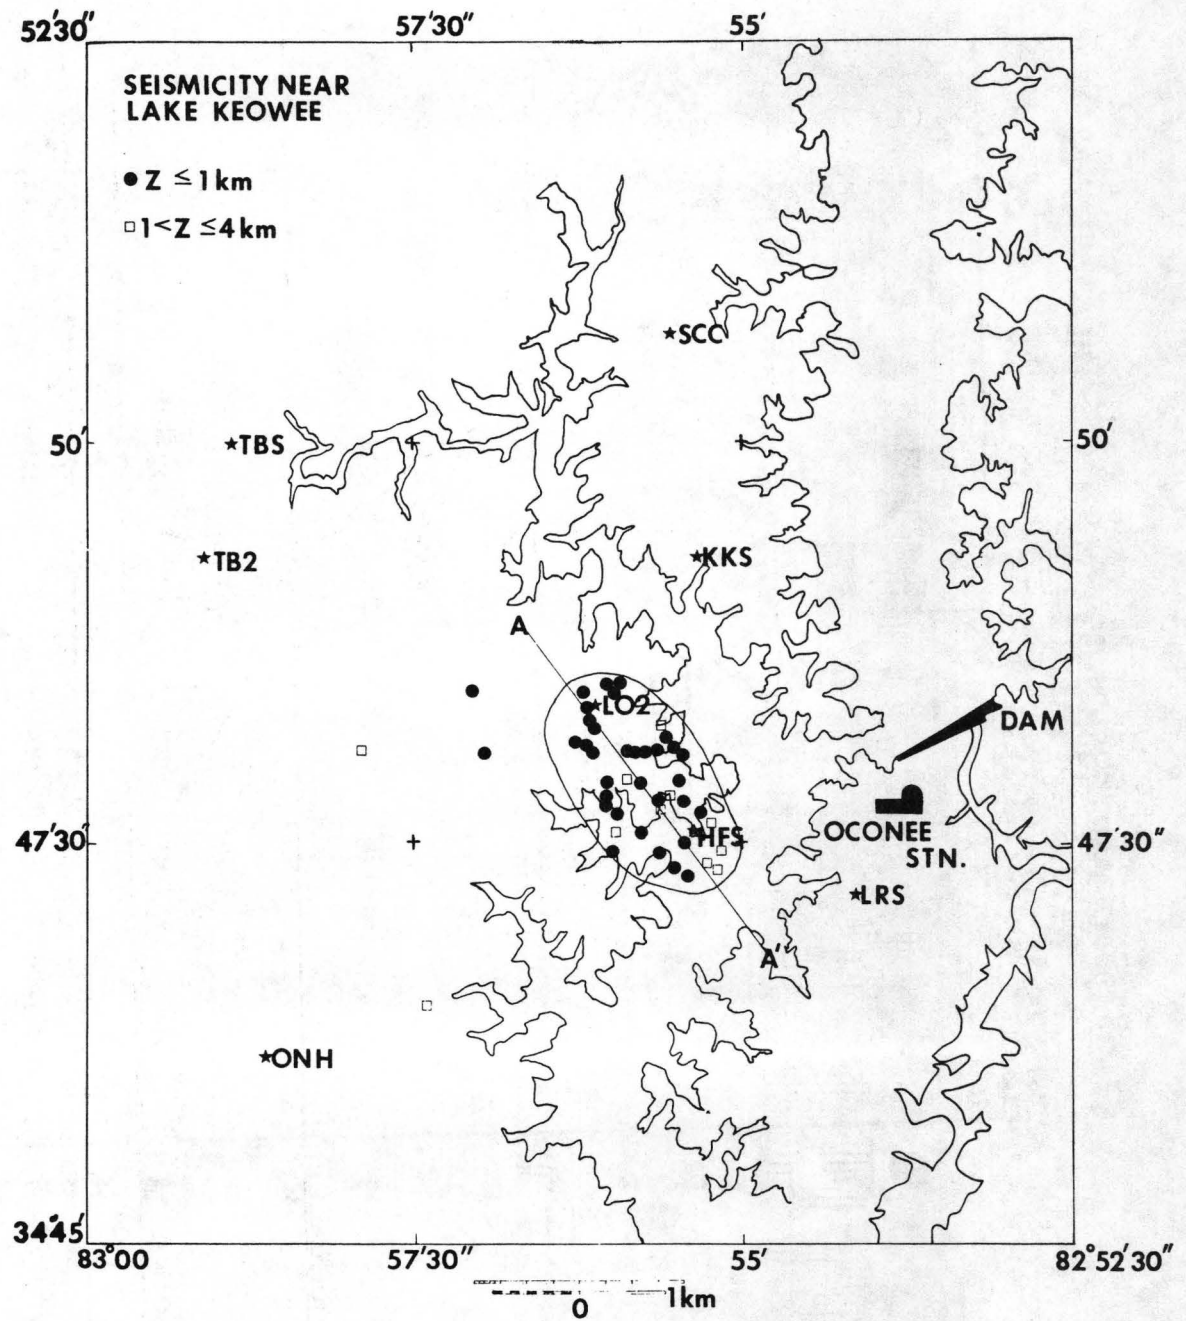 52'30" 57'30" 55'
SEISMICITY NEAR
LAKE KEOWEE
● Z ≤ 1km
□ 1<Z ≤4km
★SCC
50' ★TBS 50'
★TB2 ★KKS
A
★LO2
DAM
47'30' ★HFS OCONEE 47'30"
STN.
★LRS
A''
★ONH
34°45'
83°00 57'30" 55' 82°52'30"
0 1km